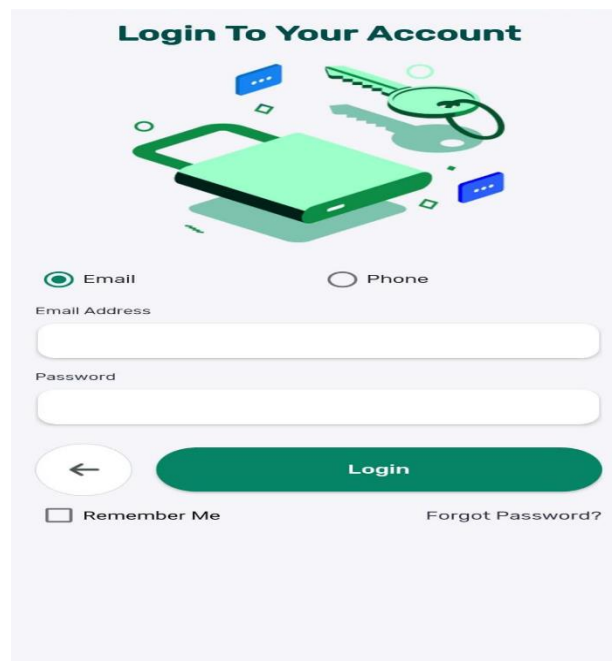 Login To Your Account
Email Phone
Email Address
Password
Login
Remember Me Forgot Password?